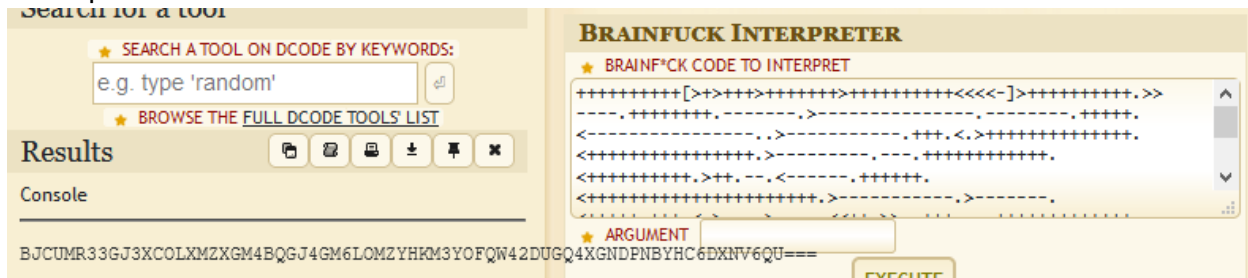 Search for a tool
★ SEARCH A TOOL ON DCODE BY KEYWORDS:
e.g. type 'random'
★ BROWSE THE FULL DCODE TOOLS' LIST
Results
Console
BJCUMR33GJ3XCOLXMZXGM4BQGJ4GM6LOMZYHKM3YOFQW42DUGQ4XGNDPNBYHC6DXNV6QU===
BRAINFUCK INTERPRETER
★ BRAINF*CK CODE TO INTERPRET
++++++++++[>+>+++>+++++++>++++++++++<<<<-]>++++++++++.>>
----.++++++++.-------.>-----------------.--------.+++++.
<-----------------..>-----------.+++.<.>+++++++++++++++.
<+++++++++++++++++.>---------.---.+++++++++++++.
<++++++++++.>++.--.<------.++++++.
<+++++++++++++++++++++++.>-----------.>-------.
★ ARGUMENT
EXECUTE